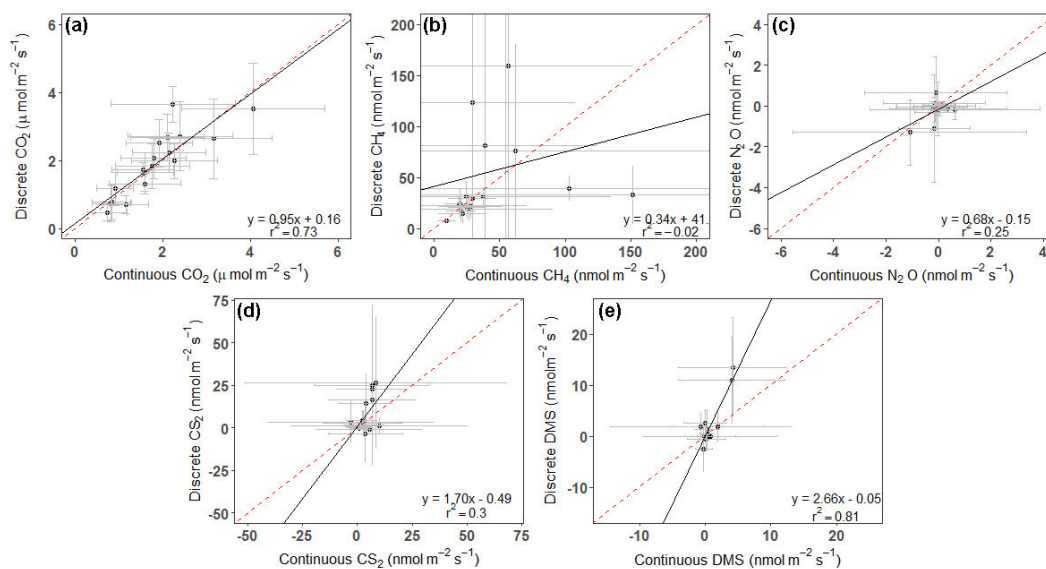 (a)
Discrete CO₂ (μ mol m⁻² s⁻¹)
6
4
2
0
y = 0.95x + 0.16
r² = 0.73
0
2
4
6
Continuous CO₂ (μ mol m⁻² s⁻¹)
(b)
Discrete CH₄ (nmol m⁻² s⁻¹)
200
150
100
50
0
y = 0.34x + 41.
r² = −0.02
0
50
100
150
200
Continuous CH₄ (nmol m⁻² s⁻¹)
(c)
Discrete N₂ O (nmol m⁻² s⁻¹)
4
2
0
-2
-4
-6
y = 0.68x - 0.15
r² = 0.25
-6
-4
-2
0
2
4
Continuous N₂ O (nmol m⁻² s⁻¹)
(d)
Discrete CS₂ (nmol m⁻² s⁻¹)
75
50
25
0
-25
-50
y = 1.70x - 0.49
r² = 0.3
-50
-25
0
25
50
75
Continuous CS₂ (nmol m⁻² s⁻¹)
(e)
Discrete DMS (nmol m⁻² s⁻¹)
20
10
0
-10
y = 2.66x - 0.05
r² = 0.81
-10
0
10
20
Continuous DMS (nmol m⁻² s⁻¹)